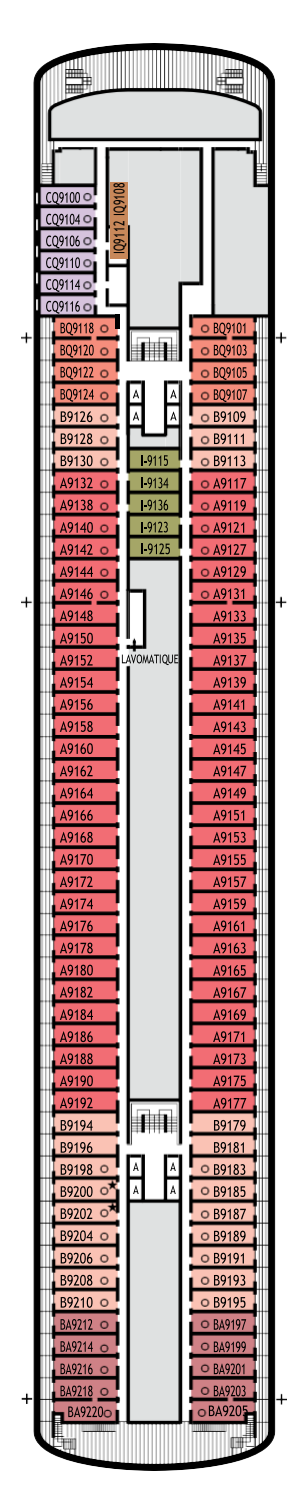 IQ9112 IQ9108
CQ9100
CQ9104
CQ9106
CQ9110
CQ9114
CQ9116
BQ9118 BQ9101
BQ9120 BQ9103
BQ9122 BQ9105
BQ9124 A A BQ9107
B9126 A A B9109
B9128 B9111
B9130 I-9115 B9113
A9132 I-9134 A9117
A9138 I-9136 A9119
A9140 I-9123 A9121
A9142 I-9125 A9127
A9144 A9129
A9146 A9131
A9148 A9133
A9150 A9135
A9152 LAVOMATIQUE A9137
A9154 A9139
A9156 A9141
A9158 A9143
A9160 A9145
A9162 A9147
A9164 A9149
A9166 A9151
A9168 A9153
A9170 A9155
A9172 A9157
A9174 A9159
A9176 A9161
A9178 A9163
A9180 A9165
A9182 A9167
A9184 A9169
A9186 A9171
A9188 A9173
A9190 A9175
A9192 A9177
B9194 B9179
B9196 B9181
B9198 A A B9183
B9200 A A B9185
B9202 B9187
B9204 B9189
B9206 B9191
B9208 B9193
B9210 B9195
BA9212 BA9197
BA9214 BA9199
BA9216 BA9201
BA9218 BA9203
BA9220 BA9205